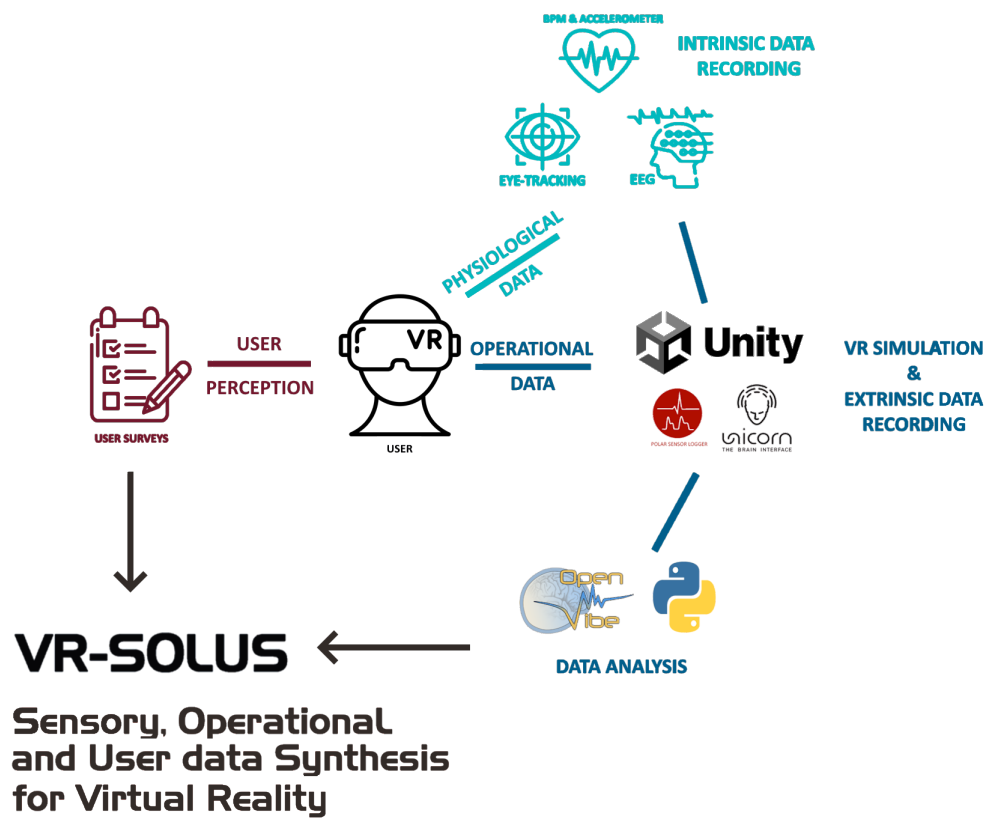 BPM & ACCELEROMETER
INTRINSIC DATA
RECORDING
EYE-TRACKING
EEG
PHYSIOLOGICAL
DATA
VR
USER
PERCEPTION
OPERATIONAL
DATA
Unity
VR SIMULATION
&
EXTRINSIC DATA
RECORDING
USER SURVEYS
USER
POLAR SENSOR LOGGER
unicorn
THE BRAIN INTERFACE
Open
Vibe
DATA ANALYSIS
VR-SOLUS
Sensory, Operational
and User data Synthesis
for Virtual Reality